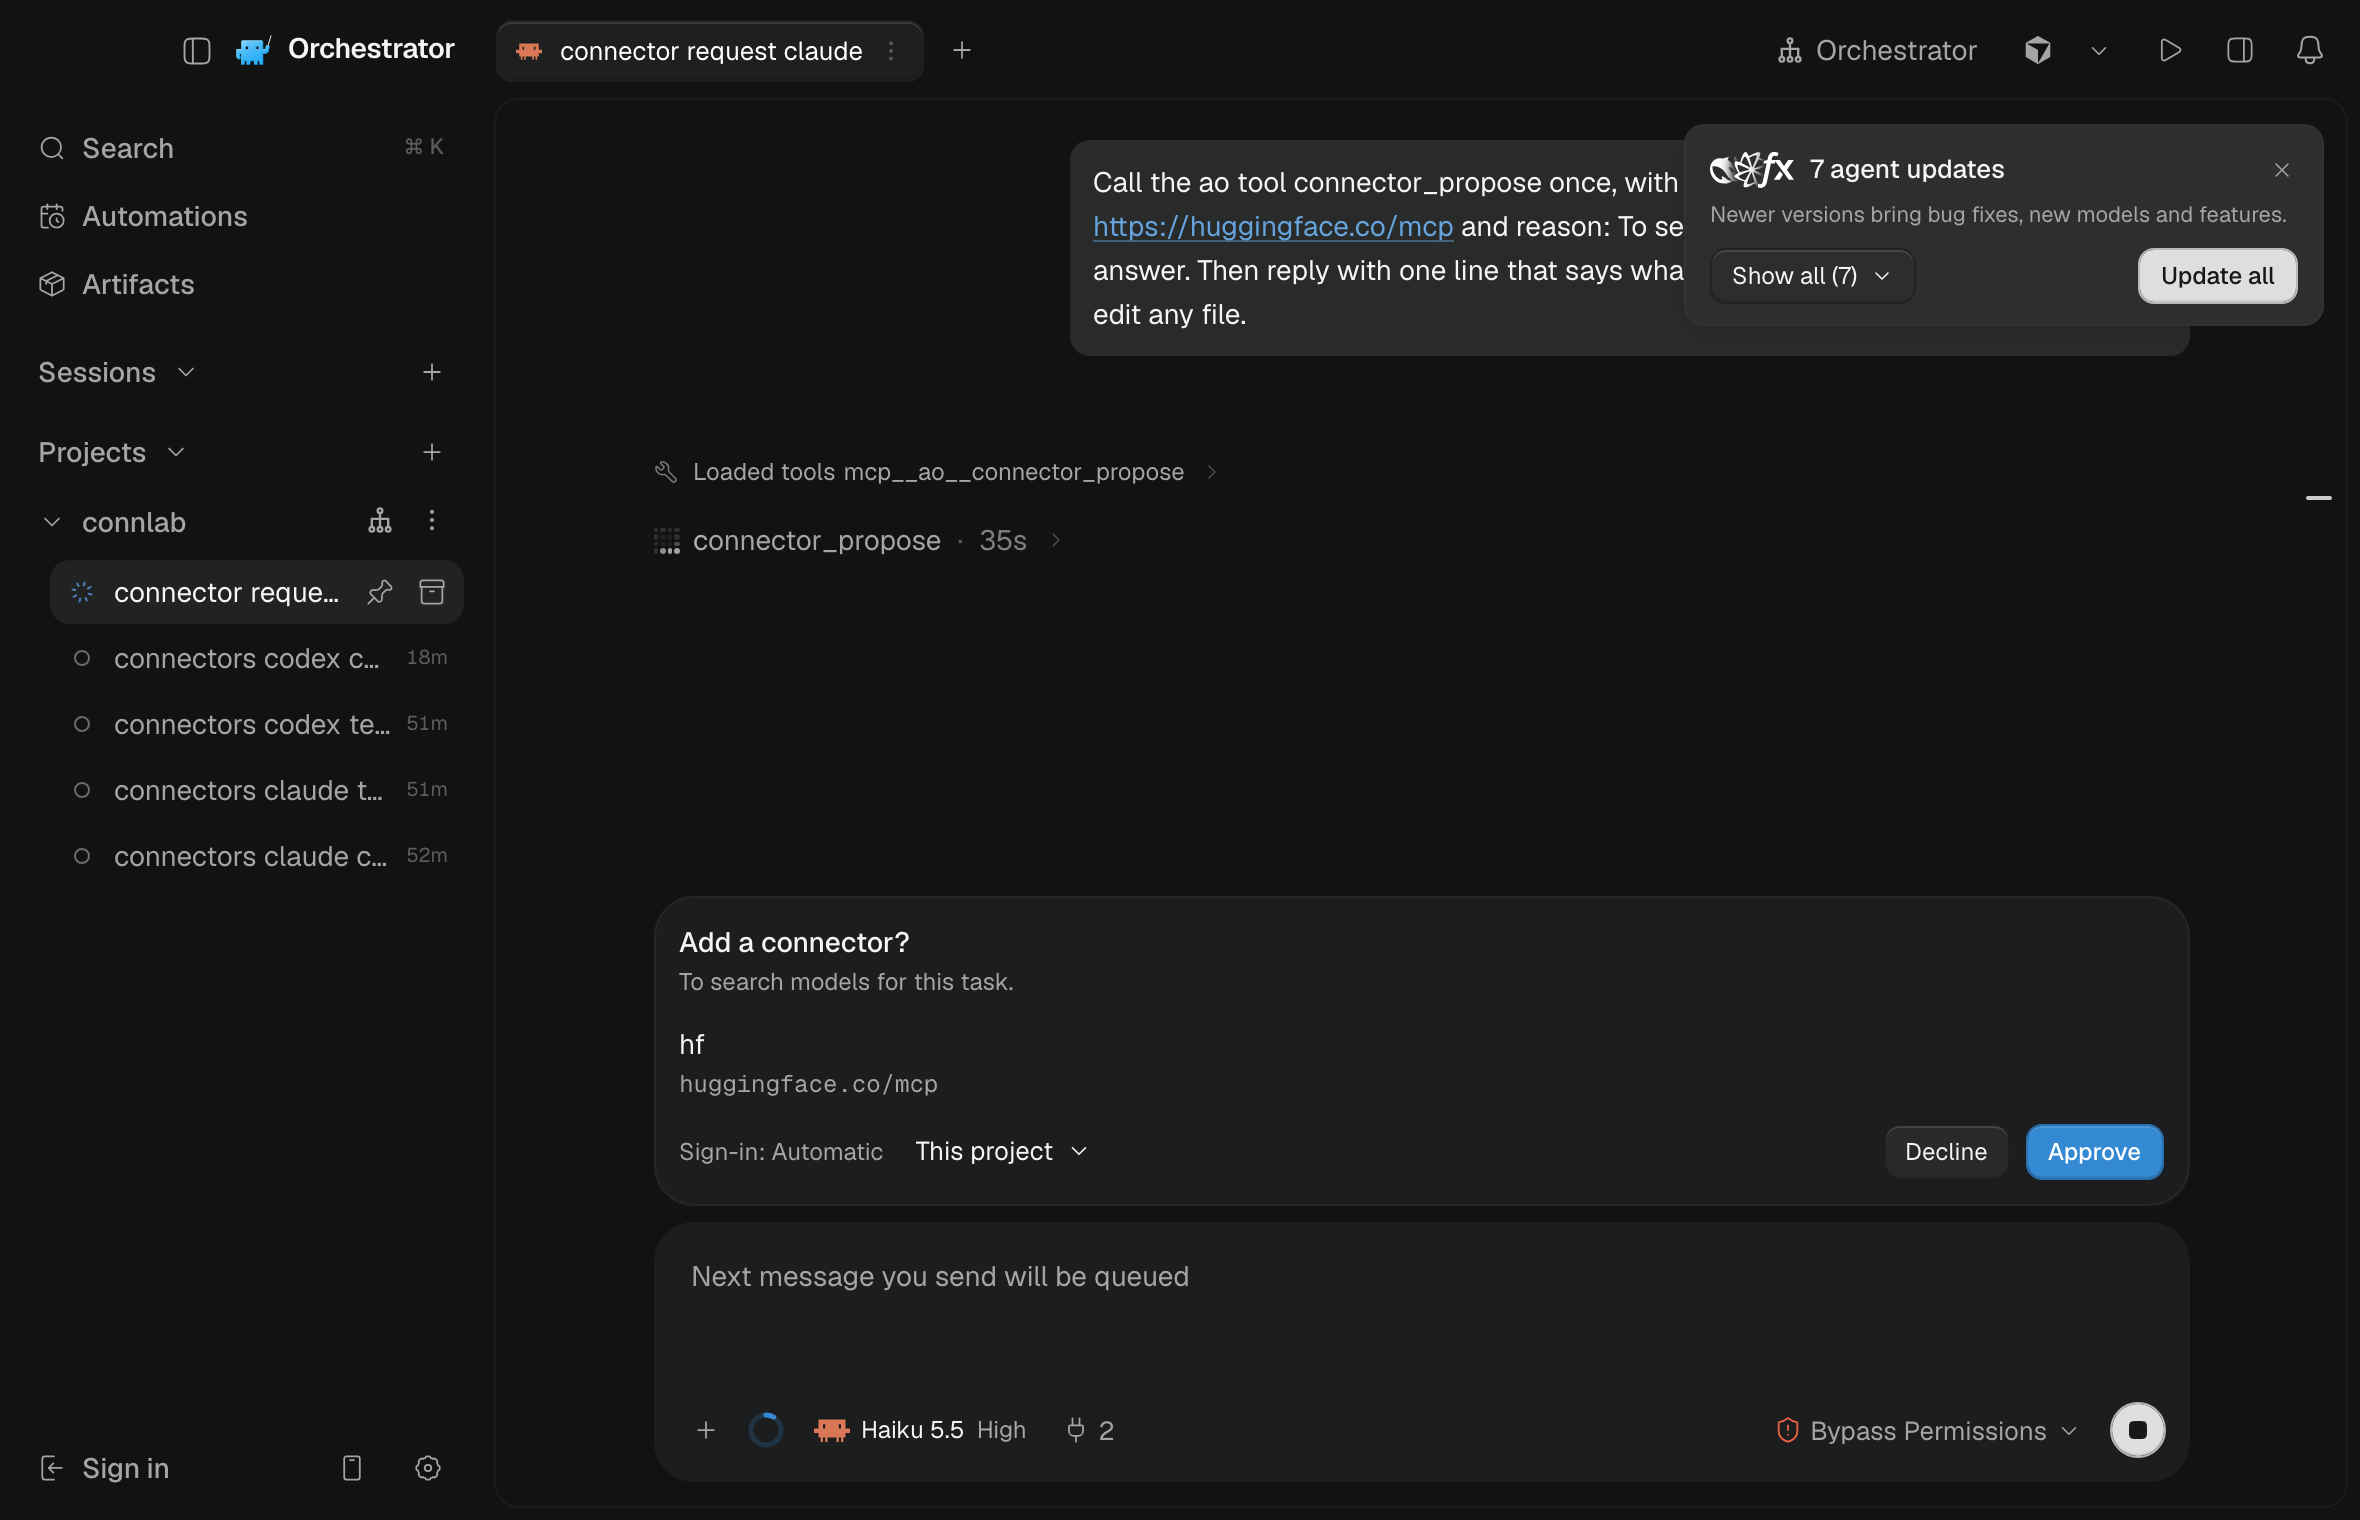 Orchestrator
connector request claude
Orchestrator
Search
⌘ K
Automations
Artifacts
Sessions
Projects
connlab
connector reque...
connectors codex c... 18m
connectors codex te... 51m
connectors claude t... 51m
connectors claude c... 52m
Sign in
Call the ao tool connector_propose once, with
https://huggingface.co/mcp and reason: To se
answer. Then reply with one line that says wha
edit any file.
fx 7 agent updates
Newer versions bring bug fixes, new models and features.
Show all (7)
Update all
Loaded tools mcp__ao__connector_propose
connector_propose · 35s
Add a connector?
To search models for this task.
hf
huggingface.co/mcp
Sign-in: Automatic This project
Decline
Approve
Next message you send will be queued
Haiku 5.5 High 2
Bypass Permissions